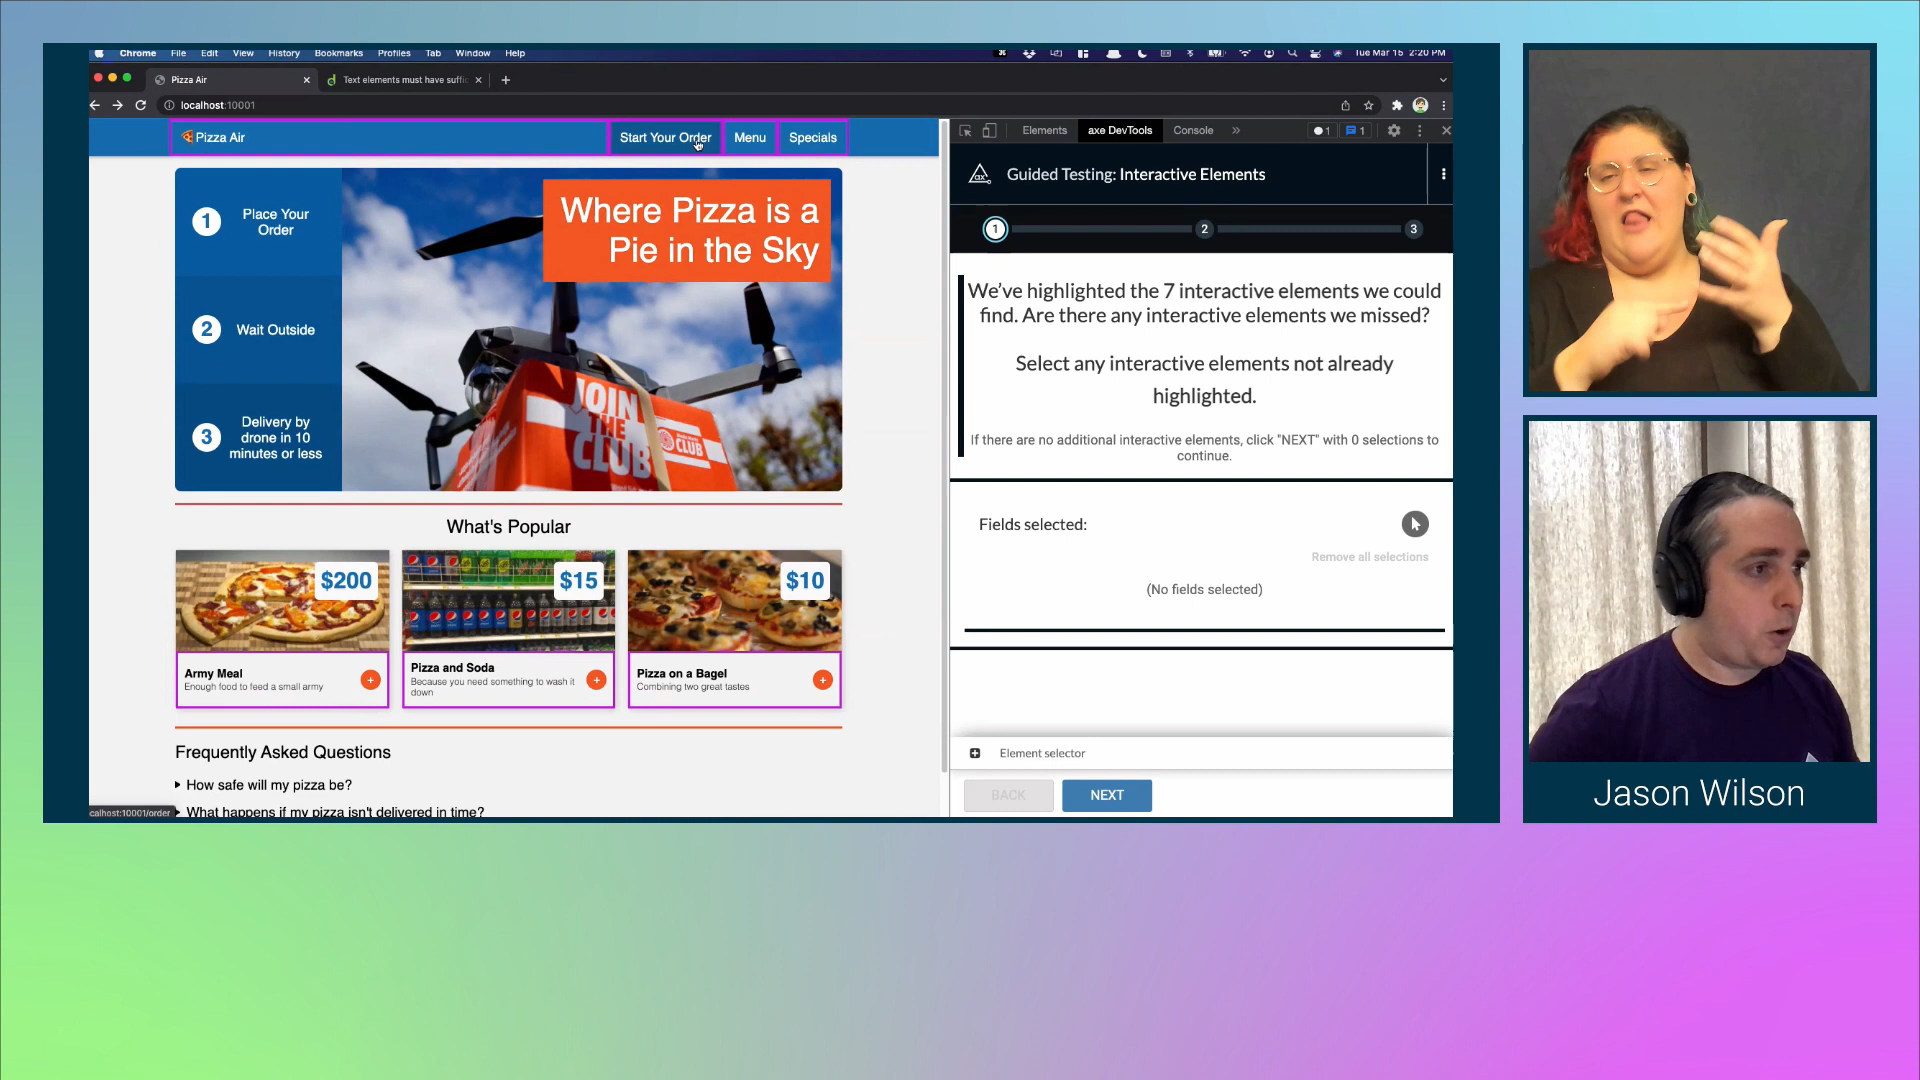 Chrome File Edit View History Bookmarks Profiles Tab Window Help
Tue Mar 15 2:20 PM
Pizza Air
Text elements must have suffi
localhost:10001
Pizza Air
Start Your Order
Menu
Specials
1 Place Your
Order
2 Wait Outside
3 Delivery by
drone in 10
minutes or less
Where Pizza is a
Pie in the Sky
JOIN
THE
CLUB
CLUB
What's Popular
$200
Army Meal
Enough food to feed a small army
+
$15
Pizza and Soda
Because you need something to wash it
down
+
$10
Pizza on a Bagel
Combining two great tastes
+
Frequently Asked Questions
How safe will my pizza be?
What happens if my pizza isn't delivered in time?
calhost:10001/order
Elements
axe DevTools
Console
»
1
1
Guided Testing: Interactive Elements
1
2
3
We've highlighted the 7 interactive elements we could
find. Are there any interactive elements we missed?
Select any interactive elements not already
highlighted.
If there are no additional interactive elements, click "NEXT" with 0 selections to
continue.
Fields selected:
Remove all selections
(No fields selected)
Element selector
BACK
NEXT
Jason Wilson